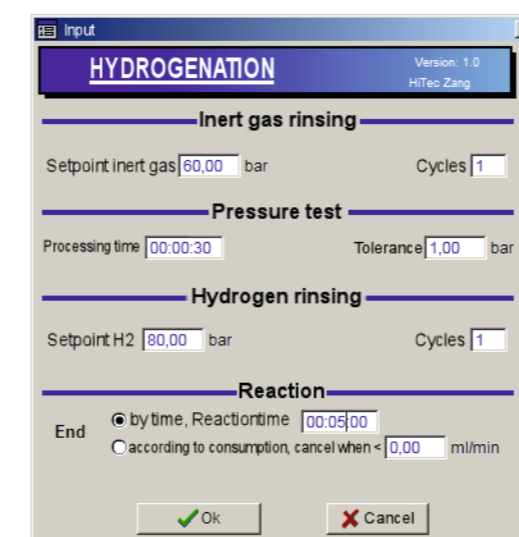 Input
HYDROGENATION
Version: 1.0
HiTec Zang
Inert gas rinsing
Setpoint inert gas 60,00 bar Cycles 1
Pressure test
Processing time 00:00:30 Tolerance 1,00 bar
Hydrogen rinsing
Setpoint H2 80,00 bar Cycles 1
Reaction
End
by time, Reactiontime 00:05:00
according to consumption, cancel when < 0,00 ml/min
Ok Cancel